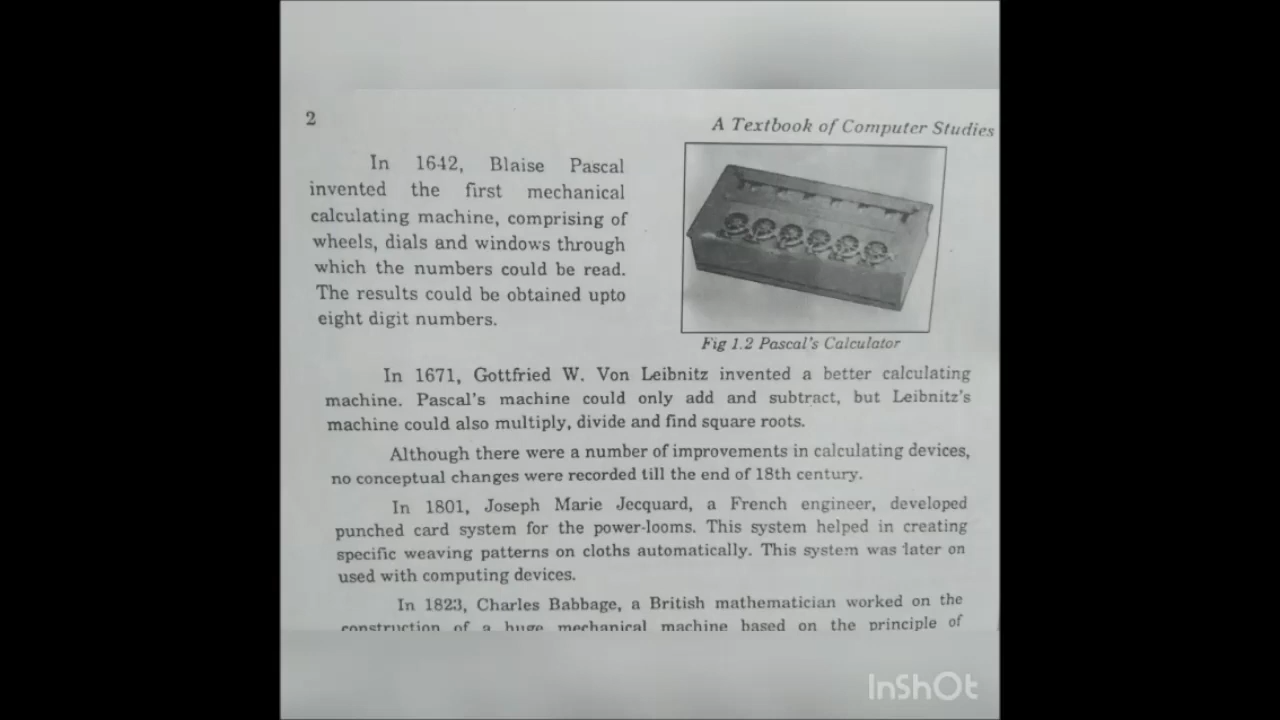 2
A Textbook of Computer Studies
In 1642, Blaise Pascal
invented the first mechanical
calculating machine, comprising of
wheels, dials and windows through
which the numbers could be read.
The results could be obtained upto
eight digit numbers.
Fig 1.2 Pascal's Calculator
In 1671, Gottfried W. Von Leibnitz invented a better calculating
machine. Pascal's machine could only add and subtract, but Leibnitz's
machine could also multiply, divide and find square roots.
Although there were a number of improvements in calculating devices,
no conceptual changes were recorded till the end of 18th century.
In 1801, Joseph Marie Jecquard, a French engineer, developed
punched card system for the power-looms. This system helped in creating
specific weaving patterns on cloths automatically. This system was later on
used with computing devices.
In 1823, Charles Babbage, a British mathematician worked on the
construction of a huge mechanical machine based on the principle of
InShOt